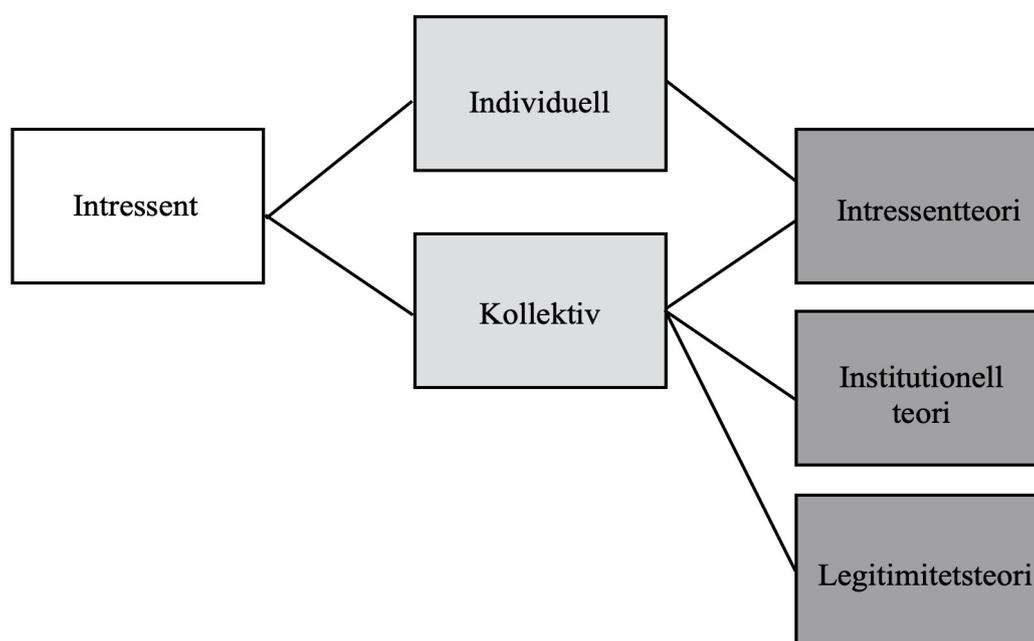 Intressent
Individuell
Kollektiv
Intressentteori
Institutionell
teori
Legitimitetsteori